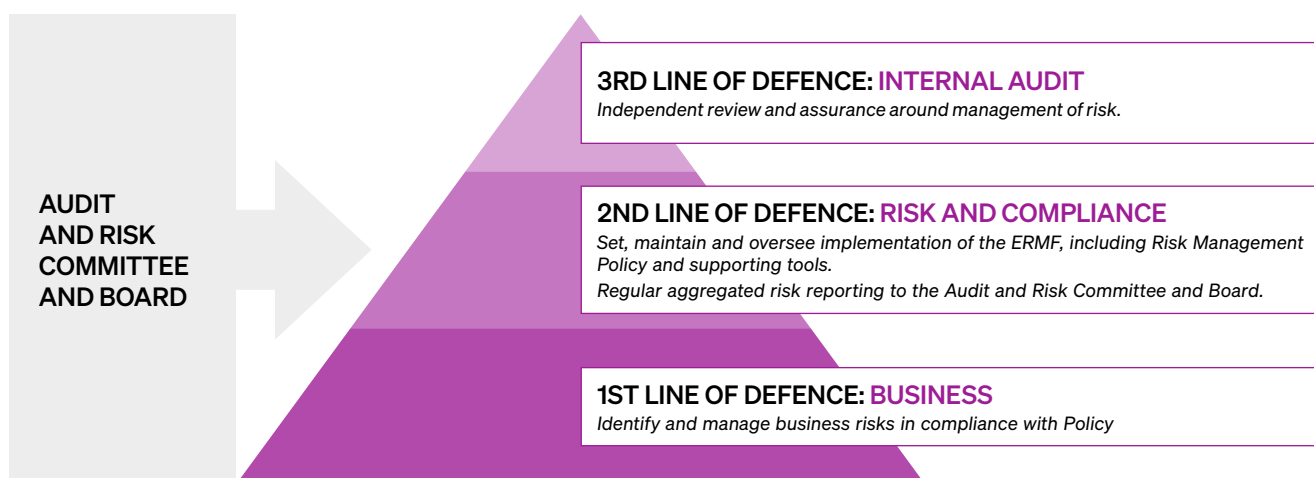 AUDIT
AND RISK
COMMITTEE
AND BOARD
3RD LINE OF DEFENCE: INTERNAL AUDIT
Independent review and assurance around management of risk.
2ND LINE OF DEFENCE: RISK AND COMPLIANCE
Set, maintain and oversee implementation of the ERMF, including Risk Management
Policy and supporting tools.
Regular aggregated risk reporting to the Audit and Risk Committee and Board.
1ST LINE OF DEFENCE: BUSINESS
Identify and manage business risks in compliance with Policy